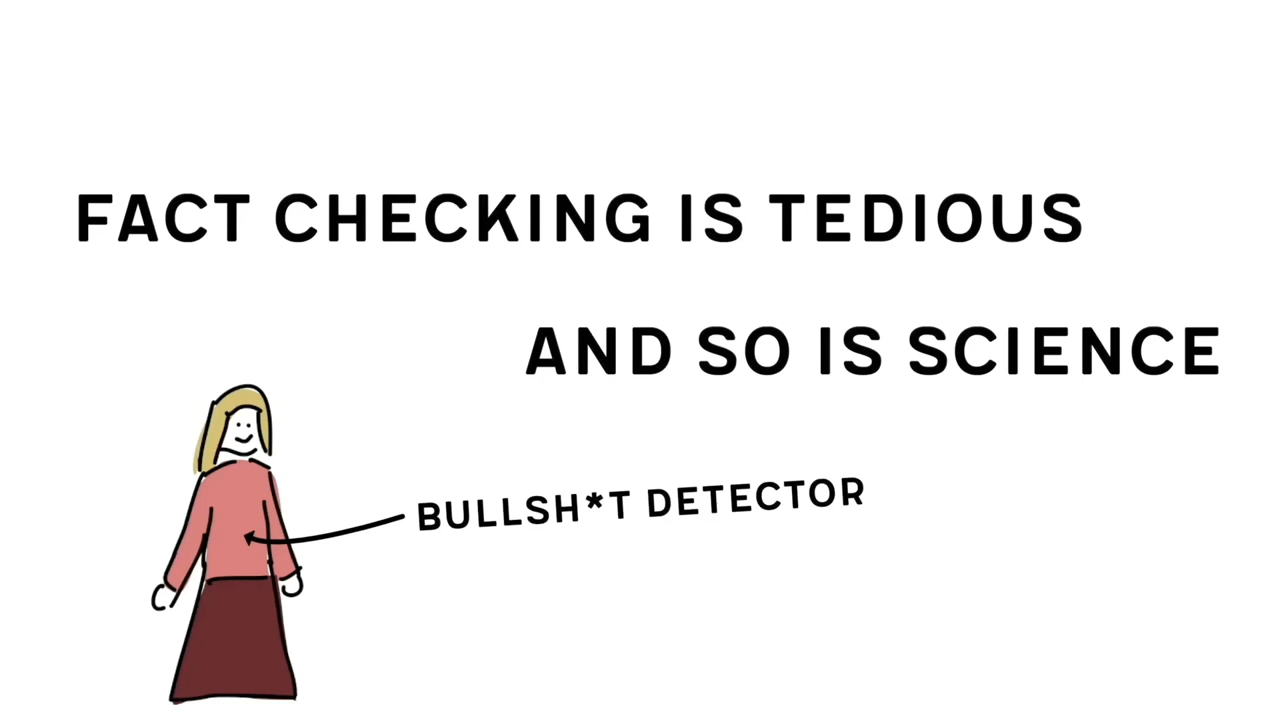 FACT CHECKING IS TEDIOUS
AND SO IS SCIENCE
BULLSH*T DETECTOR